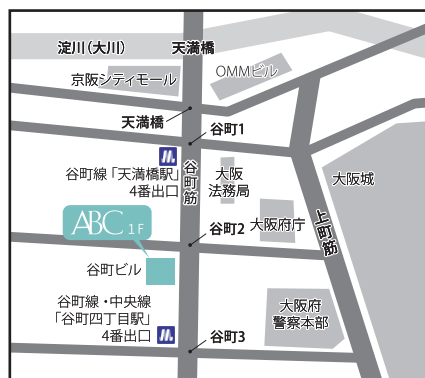 淀川（大川）
天満橋
京阪シティモール
OMMビル
天満橋
谷町1
谷町線「天満橋駅」
4番出口
谷町筋
大阪
法務局
大阪城
ABC 1F
谷町2
大阪府庁
上町筋
谷町ビル
谷町線・中央線
「谷町四丁目駅」
4番出口
大阪府
警察本部
谷町3